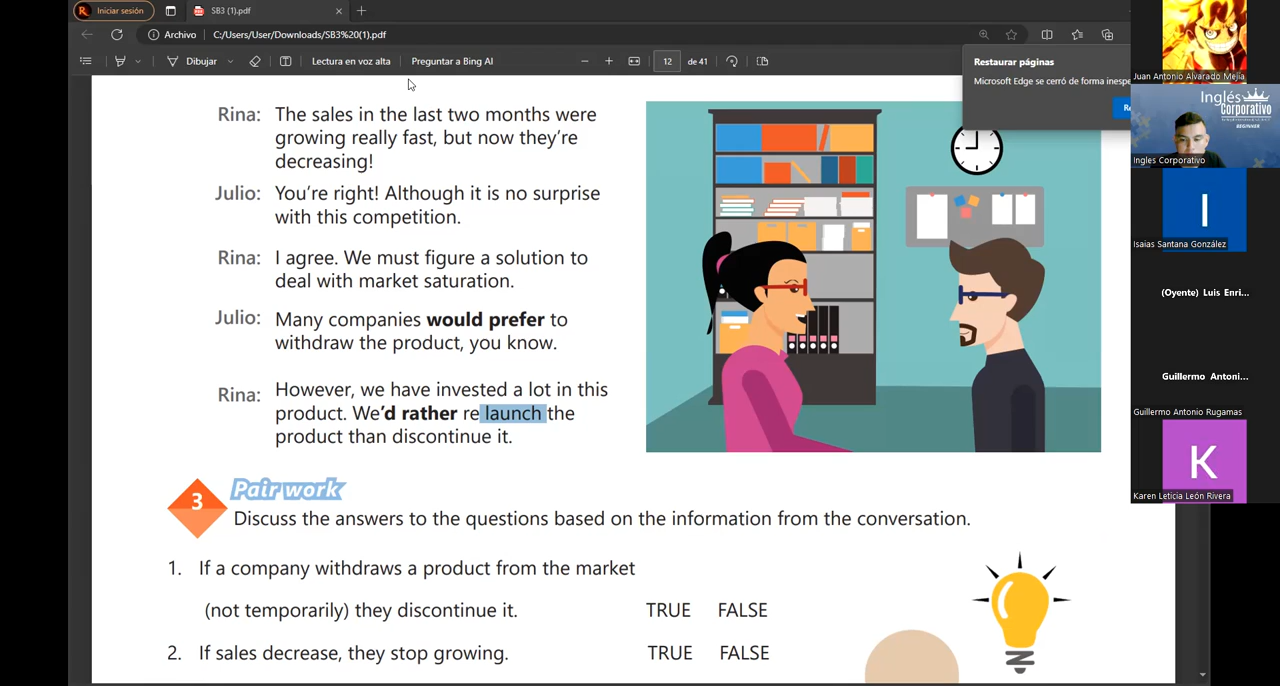 Iniciar sesión
SB3 (1).pdf
Archivo
C:/Users/User/Downloads/SB3%20(1).pdf
Dibujar
Lectura en voz alta
Preguntar a Bing AI
12
de 41
Restaurar páginas
Microsoft Edge se cerró de forma inespe
Re
Rina: The sales in the last two months were
growing really fast, but now they're
decreasing!
Julio: You're right! Although it is no surprise
with this competition.
Rina: I agree. We must figure a solution to
deal with market saturation.
Julio: Many companies would prefer to
withdraw the product, you know.
Rina: However, we have invested a lot in this
product. We'd rather re launch the
product than discontinue it.
3
Pair work
Discuss the answers to the questions based on the information from the conversation.
1. If a company withdraws a product from the market
(not temporarily) they discontinue it. TRUE FALSE
2. If sales decrease, they stop growing. TRUE FALSE
Juan Antonio Alvarado Mejía
Inglés
Corporativo
BEGINNER
Ingles Corporativo
I
Isaias Santana González
(Oyente) Luis Enri...
Guillermo Antoni...
Guillermo Antonio Rugamas
K
Karen Leticia León Rivera